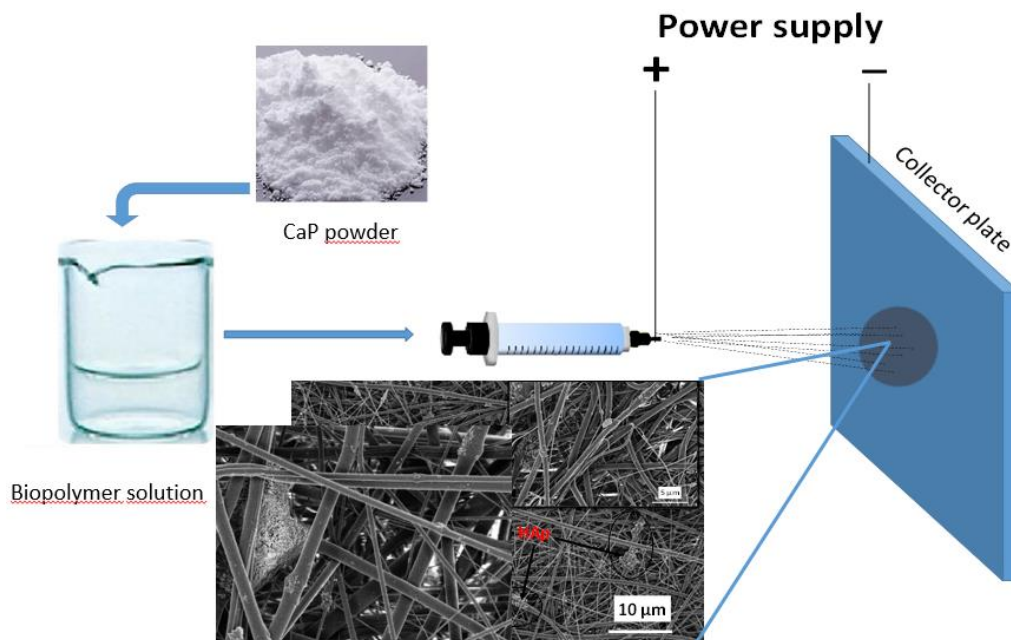 Power supply
+
−
CaP powder
Collector plate
Biopolymer solution
5 µm
HAp
10 µm